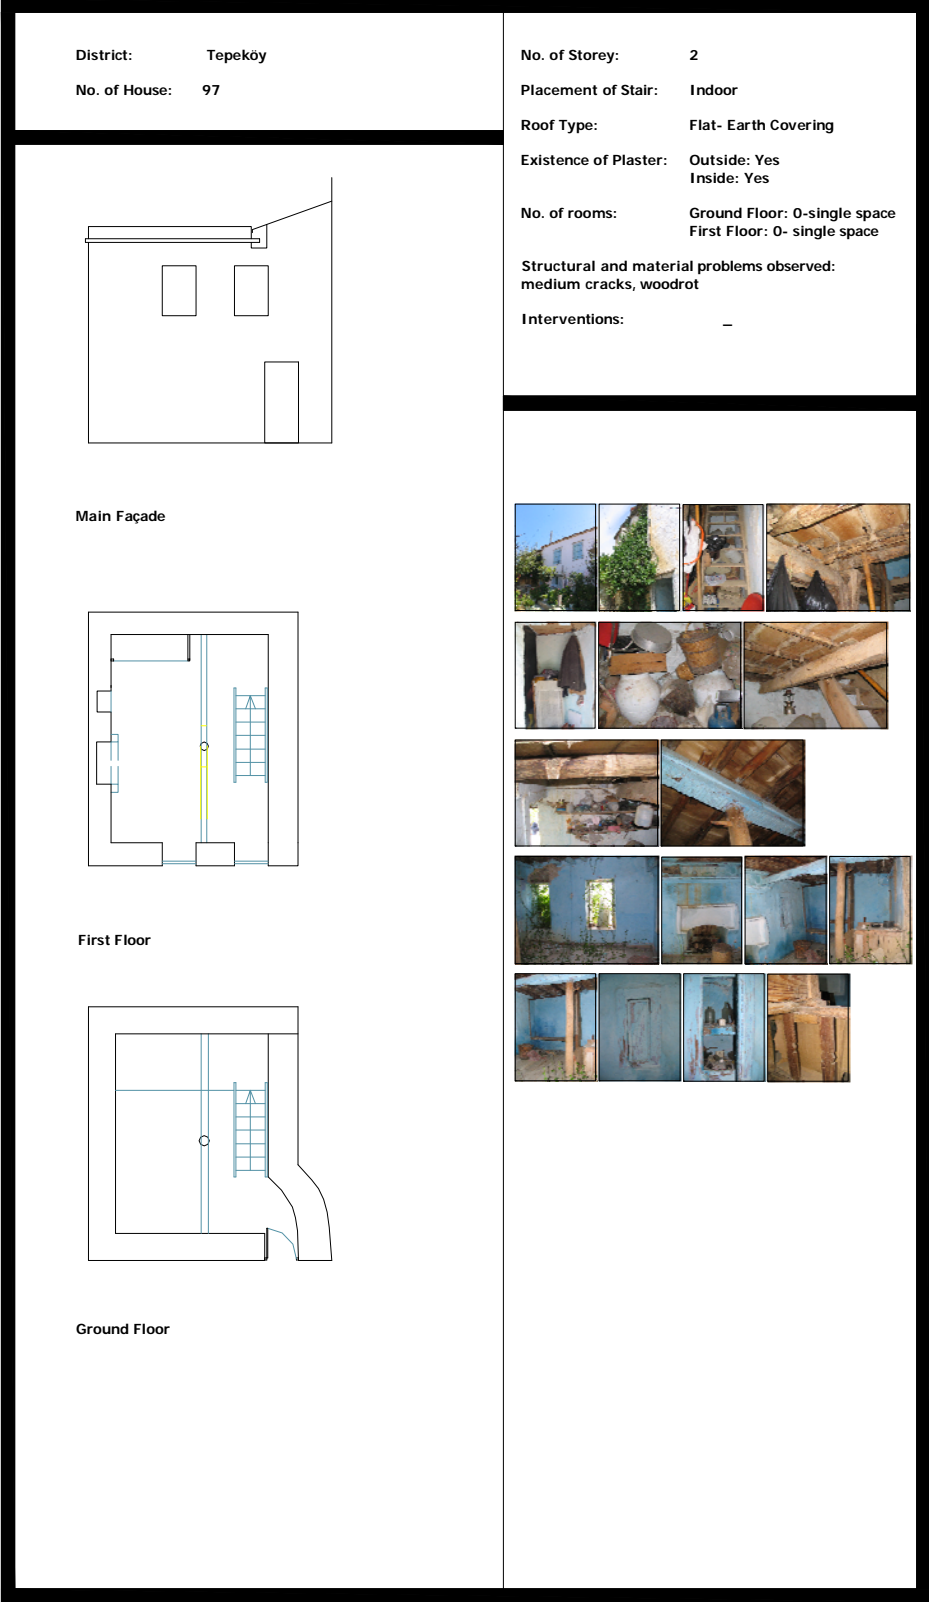 District: Tepeköy
No. of House: 97
No. of Storey: 2
Placement of Stair: Indoor
Roof Type: Flat- Earth Covering
Existence of Plaster: Outside: Yes
Inside: Yes
No. of rooms: Ground Floor: 0-single space
First Floor: 0- single space
Structural and material problems observed:
medium cracks, woodrot
Interventions: _
Main Façade
First Floor
Ground Floor